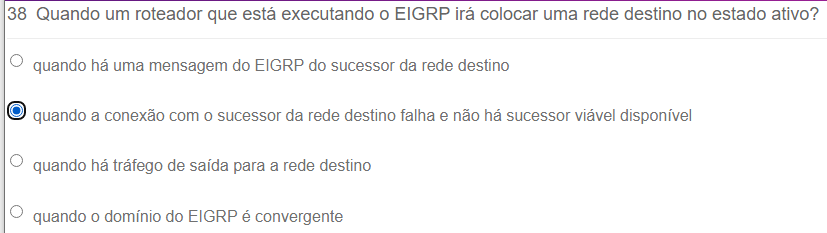 38 Quando um roteador que está executando o EIGRP irá colocar uma rede destino no estado ativo?
quando há uma mensagem do EIGRP do sucessor da rede destino
quando a conexão com o sucessor da rede destino falha e não há sucessor viável disponível
quando há tráfego de saída para a rede destino
quando o domínio do EIGRP é convergente